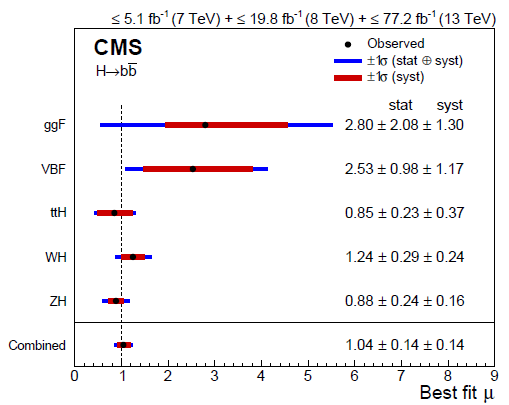 ≤ 5.1 fb⁻¹ (7 TeV) + ≤ 19.8 fb⁻¹ (8 TeV) + ≤ 77.2 fb⁻¹ (13 TeV)
CMS
H→bb̅
Observed
±1σ (stat ⊕ syst)
±1σ (syst)
stat syst
ggF 2.80 ± 2.08 ± 1.30
VBF 2.53 ± 0.98 ± 1.17
ttH 0.85 ± 0.23 ± 0.37
WH 1.24 ± 0.29 ± 0.24
ZH 0.88 ± 0.24 ± 0.16
Combined 1.04 ± 0.14 ± 0.14
0 1 2 3 4 5 6 7 8 9
Best fit μ